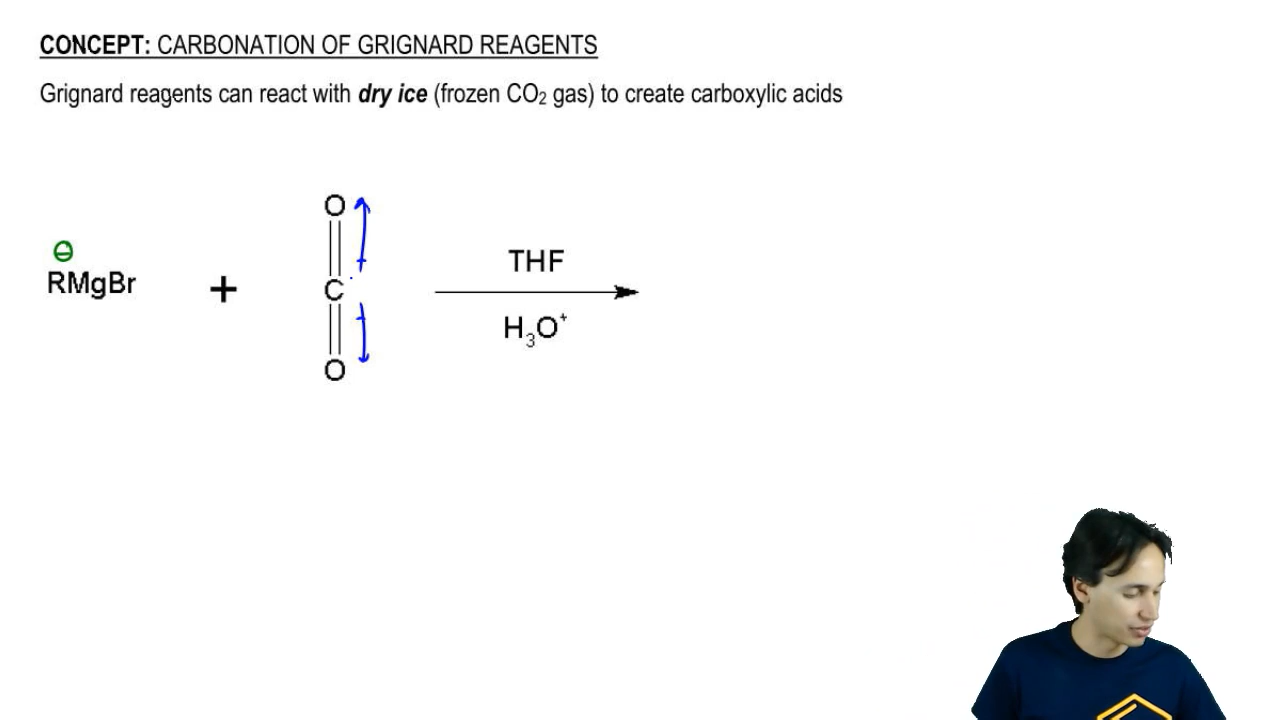 CONCEPT: CARBONATION OF GRIGNARD REAGENTS
Grignard reagents can react with dry ice (frozen CO₂ gas) to create carboxylic acids
O
⊖
THF
RMgBr + C
H₃O⁺
O